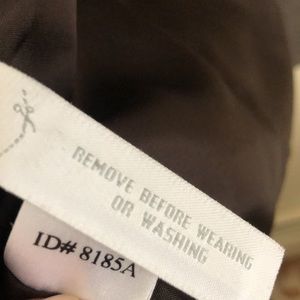 REMOVE BEFORE WEARING
OR WASHING
ID# 8185A